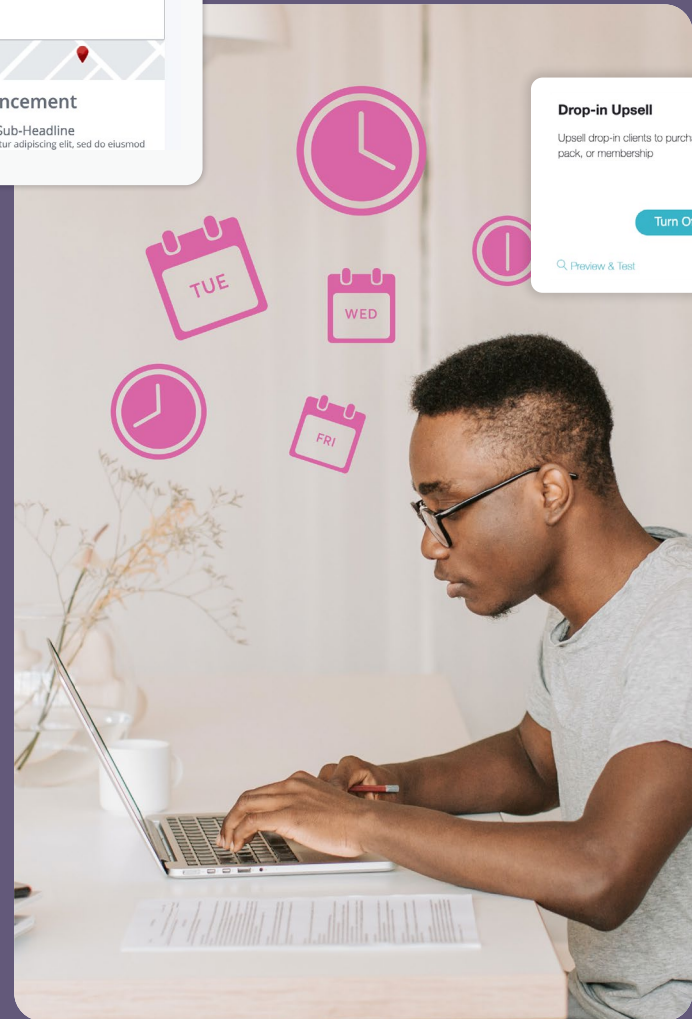 ncement
Sub-Headline
tur adipiscing elit, sed do eiusmod
Drop-in Upsell
Upsell drop-in clients to purch
pack, or membership
Turn O
Preview & Test
TUE
WED
FRI